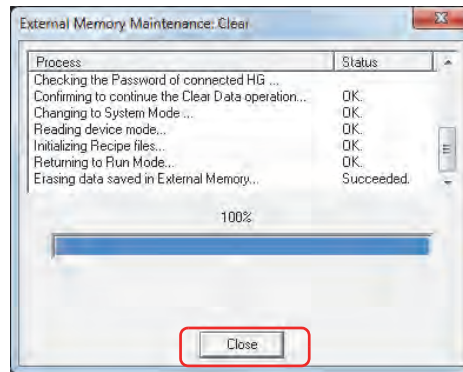 External Memory Maintenance: Clear
Process Status
Checking the Password of connected HG ...
Confirming to continue the Clear Data operation... OK.
Changing to System Mode ... OK.
Reading device mode... OK.
Initializing Recipe files... OK.
Returning to Run Mode... OK.
Erasing data saved in External Memory... Succeeded.
100%
Close